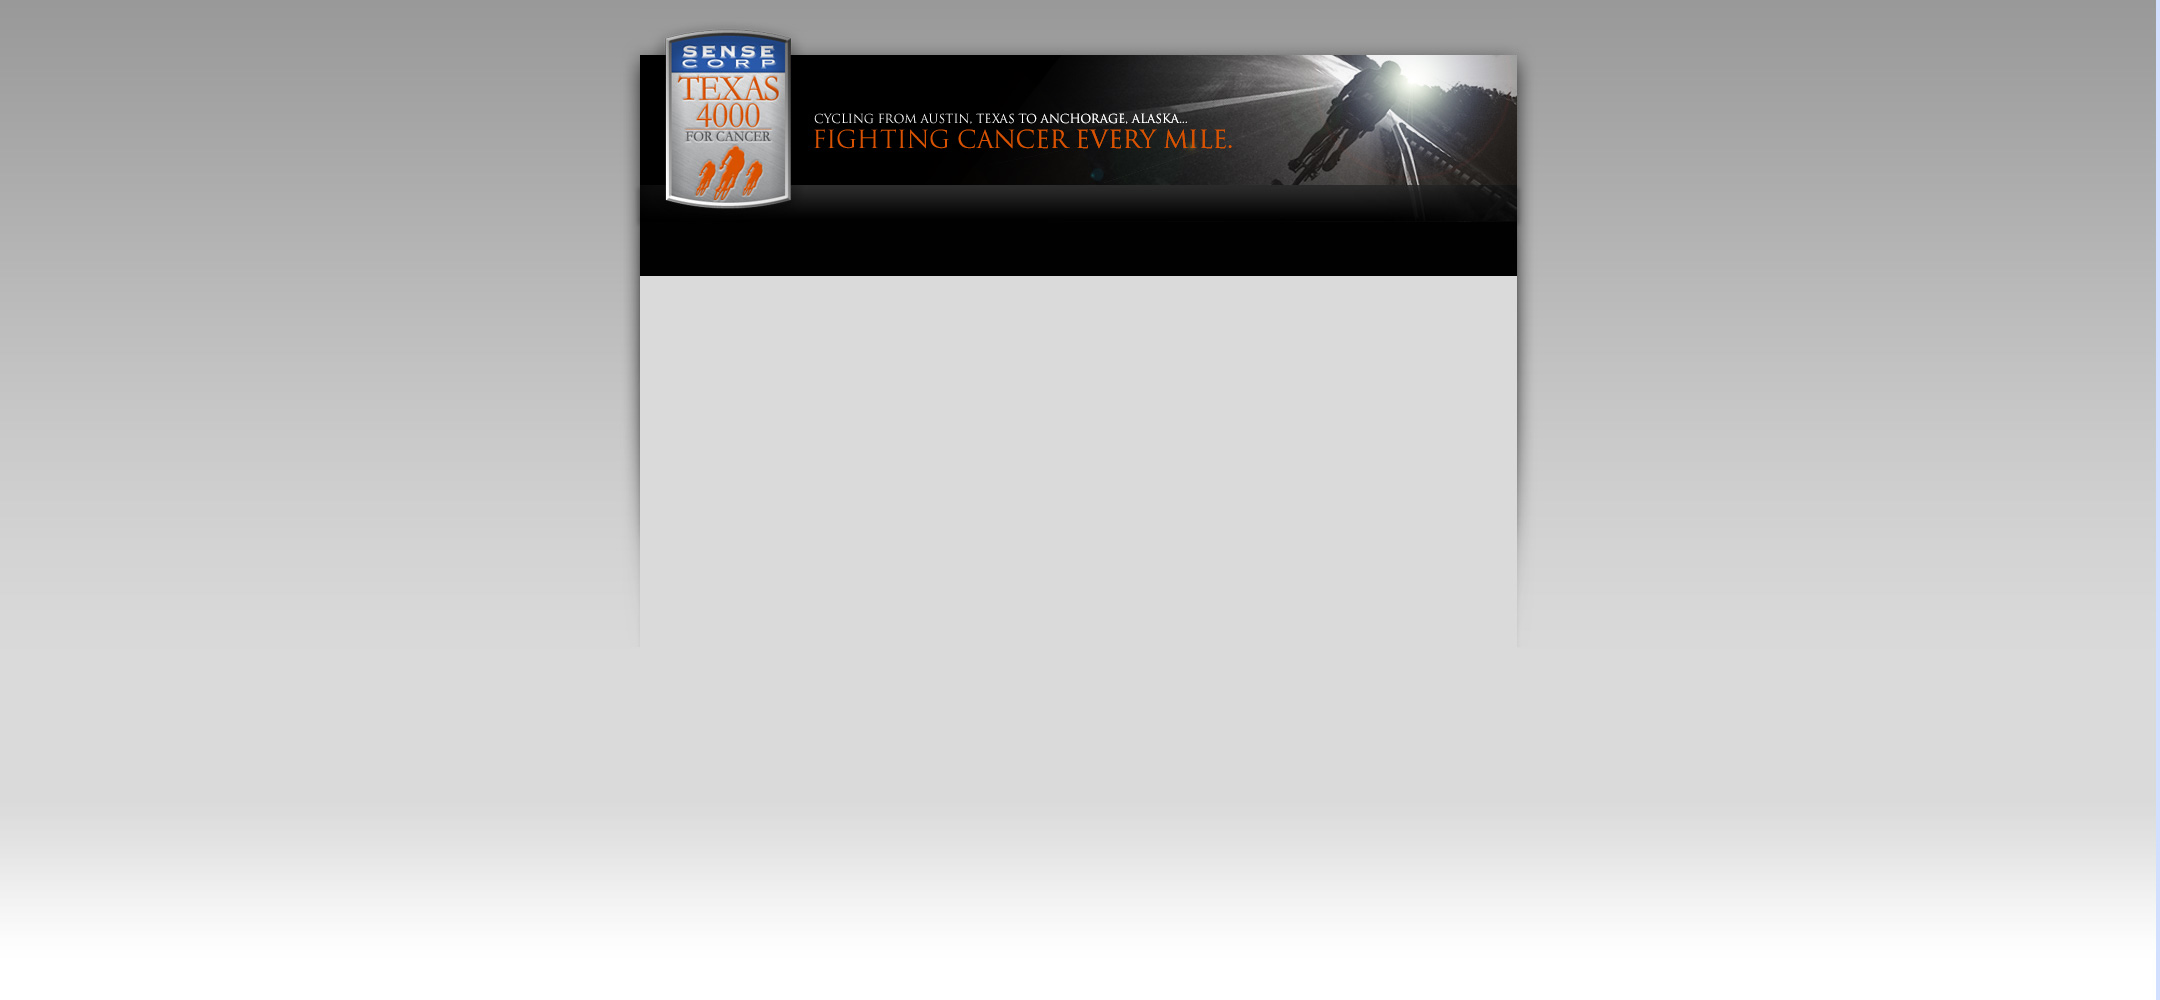 SENSE
CORP
TEXAS
4000
FOR CANCER
CYCLING FROM AUSTIN, TEXAS TO ANCHORAGE, ALASKA...
FIGHTING CANCER EVERY MILE.